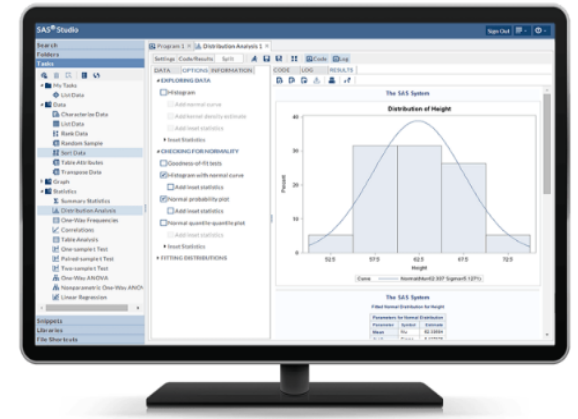 SAS® Studio
Sign Out
Search
Folders
Tasks
My Tasks
List Data
Data
Characterize Data
List Data
Rank Data
Random Sample
Sort Data
Table Attributes
Transpose Data
Graph
Statistics
Summary Statistics
Distribution Analysis
One-Way Frequencies
Correlations
Table Analysis
One-sample t Test
Paired-sample t Test
Two-sample t Test
One-Way ANOVA
Nonparametric One-Way ANOV
Linear Regression
Snippets
Libraries
File Shortcuts
Program 1 × Distribution Analysis 1 ×
Settings Code/Results Split Code Log
DATA OPTIONS INFORMATION
EXPLORING DATA
Histogram
Add normal curve
Add kernel density estimate
Add inset statistics
Inset Statistics
CHECKING FOR NORMALITY
Goodness-of-fit tests
Histogram with normal curve
Add inset statistics
Normal probability plot
Add inset statistics
Normal quantile-quantile plot
Add inset statistics
Inset Statistics
FITTING DISTRIBUTIONS
CODE LOG RESULTS
The SAS System
Distribution of Height
Percent
40
30
20
10
0
52.5 57.5 62.5 67.5 72.5
Height
Curve
The SAS System
Fitted Normal Distribution for Height
Parameters for Normal Distribution
Parameter Symbol Estimate
Mean Mu